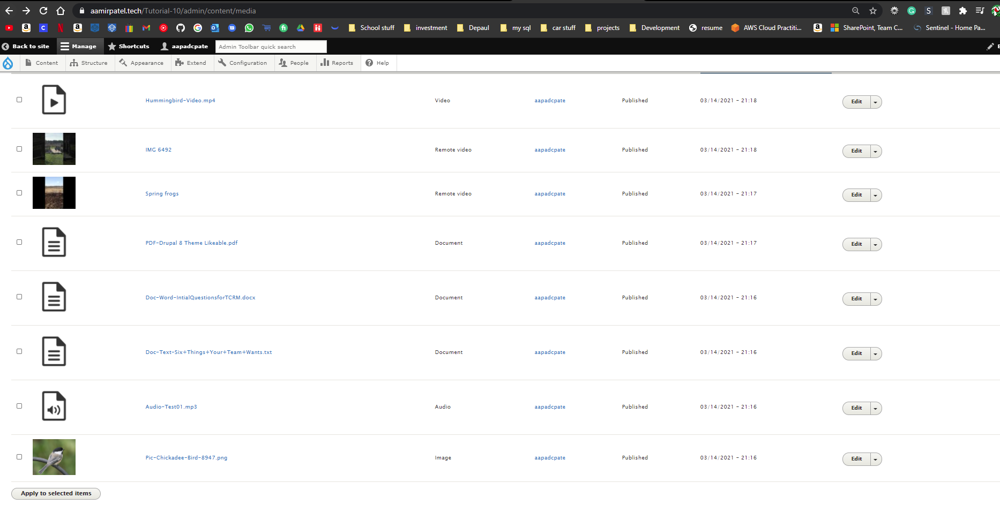 aamirpatel.tech/Tutorial-10/admin/content/media
School stuff investment Depaul my sql car stuff projects Development resume AWS Cloud Practiti... SharePoint, Team C... Sentinel - Home Pa...
Back to site Manage Shortcuts aapadcpate Admin Toolbar quick search
Content Structure Appearance Extend Configuration People Reports Help
Hummingbird-Video.mp4 Video aapadcpate Published 03/14/2021 - 21:18 Edit
IMG 6492 Remote video aapadcpate Published 03/14/2021 - 21:18 Edit
Spring frogs Remote video aapadcpate Published 03/14/2021 - 21:17 Edit
PDF-Drupal 8 Theme Likeable.pdf Document aapadcpate Published 03/14/2021 - 21:17 Edit
Doc-Word-IntialQuestionsforTCRM.docx Document aapadcpate Published 03/14/2021 - 21:16 Edit
Doc-Text-Six+Things+Your+Team+Wants.txt Document aapadcpate Published 03/14/2021 - 21:16 Edit
Audio-Test01.mp3 Audio aapadcpate Published 03/14/2021 - 21:16 Edit
Pic-Chickadee-Bird-8947.png Image aapadcpate Published 03/14/2021 - 21:16 Edit
Apply to selected items